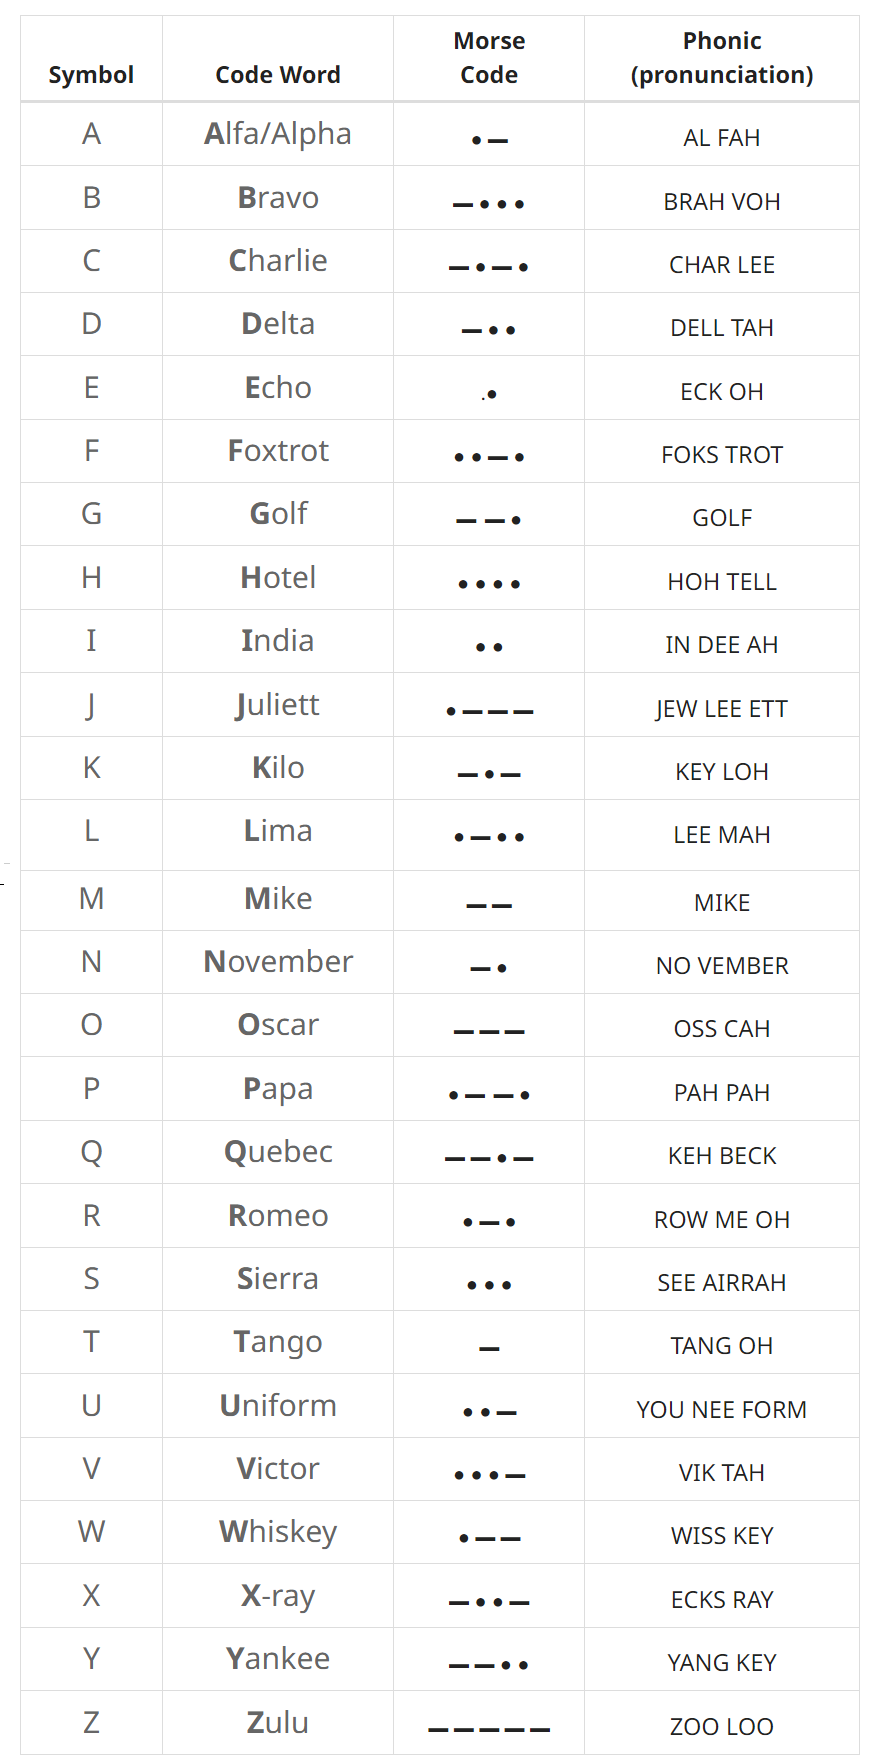 Symbol Code Word Morse Code Phonic (pronunciation)
A Alfa/Alpha •— AL FAH
B Bravo —••• BRAH VOH
C Charlie —•—• CHAR LEE
D Delta —•• DELL TAH
E Echo .• ECK OH
F Foxtrot ••—• FOKS TROT
G Golf — —• GOLF
H Hotel •••• HOH TELL
I India •• IN DEE AH
J Juliett •——— JEW LEE ETT
K Kilo —•— KEY LOH
L Lima •—•• LEE MAH
M Mike —— MIKE
N November —• NO VEMBER
O Oscar ——— OSS CAH
P Papa •— —• PAH PAH
Q Quebec ——•— KEH BECK
R Romeo •—• ROW ME OH
S Sierra ••• SEE AIRRAH
T Tango — TANG OH
U Uniform ••— YOU NEE FORM
V Victor •••— VIK TAH
W Whiskey •—— WISS KEY
X X-ray —••— ECKS RAY
Y Yankee ——•• YANG KEY
Z Zulu ————— ZOO LOO